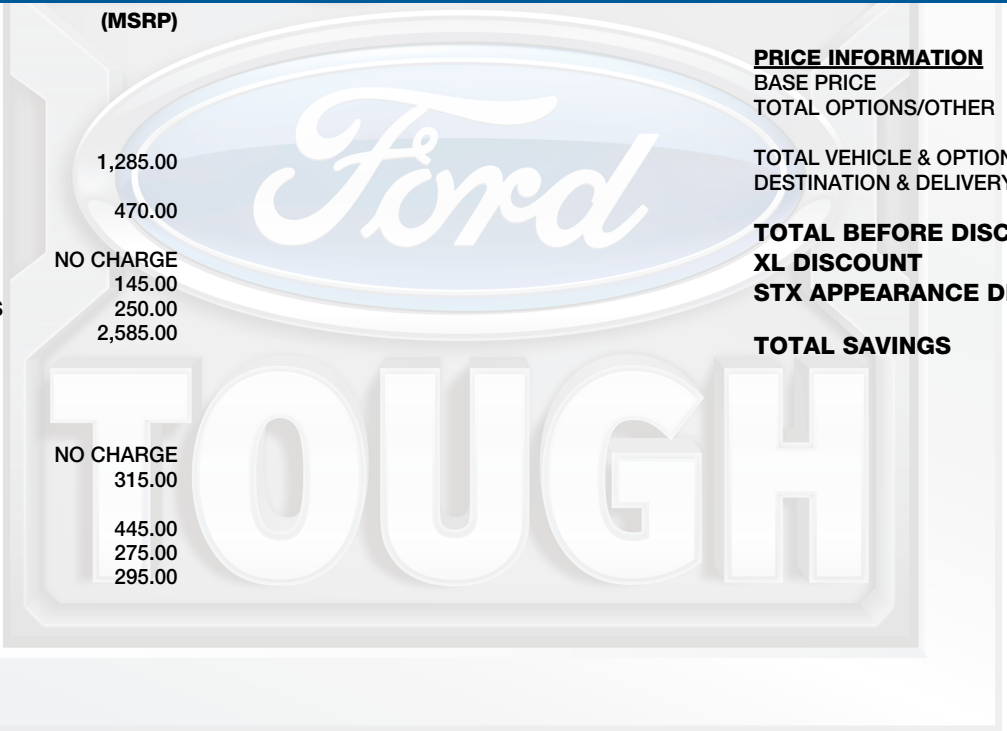 (MSRP)
1,285.00
470.00
NO CHARGE
145.00
S 250.00
2,585.00
NO CHARGE
315.00
445.00
275.00
295.00
PRICE INFORMATION
BASE PRICE
TOTAL OPTIONS/OTHER
TOTAL VEHICLE & OPTION
DESTINATION & DELIVERY
TOTAL BEFORE DISC
XL DISCOUNT
STX APPEARANCE DI
TOTAL SAVINGS
Ford
TOUGH